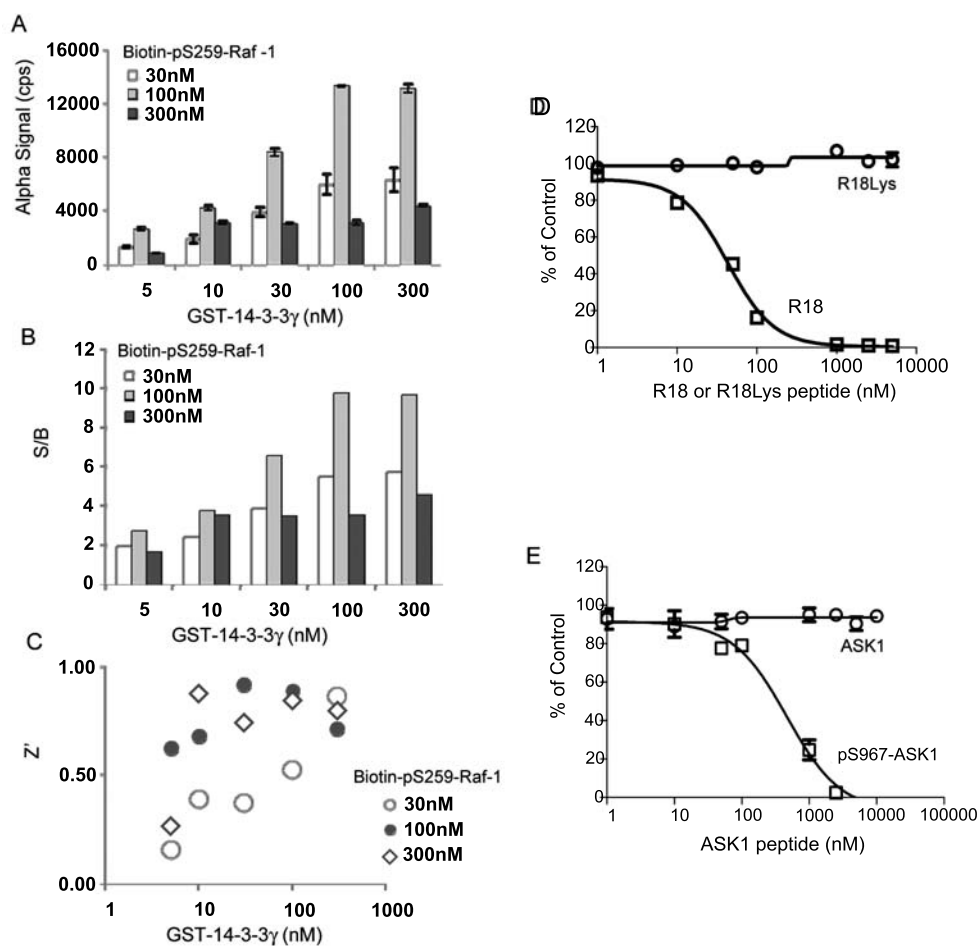 A
Biotin-pS259-Raf -1
30nM
100nM
300nM
Alpha Signal (cps)
16000
12000
8000
4000
0
5 10 30 100 300
GST-14-3-3γ (nM)
B
Biotin-pS259-Raf-1
30nM
100nM
300nM
S/B
12
10
8
6
4
2
0
5 10 30 100 300
GST-14-3-3γ (nM)
C
Z'
1.00
0.50
0.00
Biotin-pS259-Raf-1
30nM
100nM
300nM
1 10 100 1000
GST-14-3-3γ (nM)
D
% of Control
120
100
80
60
40
20
0
R18Lys
R18
1 10 100 1000 10000
R18 or R18Lys peptide (nM)
E
% of Control
120
100
80
60
40
20
0
ASK1
pS967-ASK1
1 10 100 1000 10000 100000
ASK1 peptide (nM)